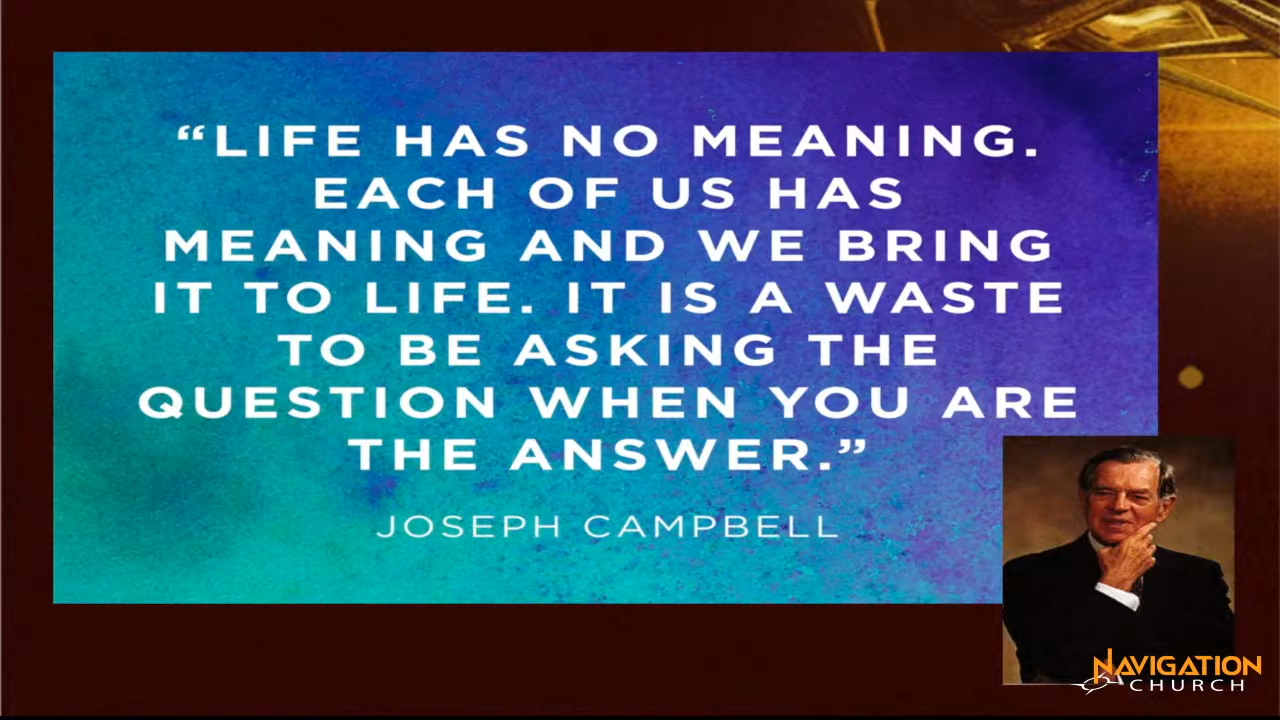 “LIFE HAS NO MEANING.
EACH OF US HAS
MEANING AND WE BRING
IT TO LIFE. IT IS A WASTE
TO BE ASKING THE
QUESTION WHEN YOU ARE
THE ANSWER.”
JOSEPH CAMPBELL
NAVIGATION
CHURCH